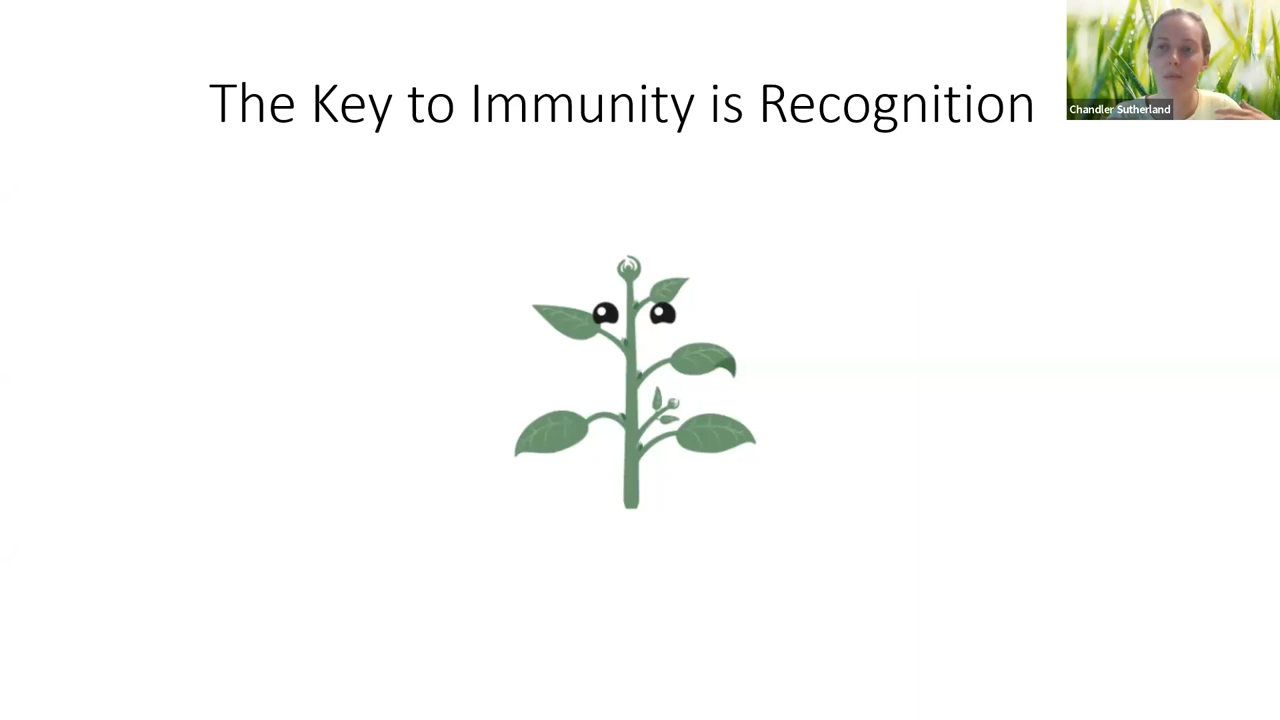 The Key to Immunity is Recognition
Chandler Sutherland